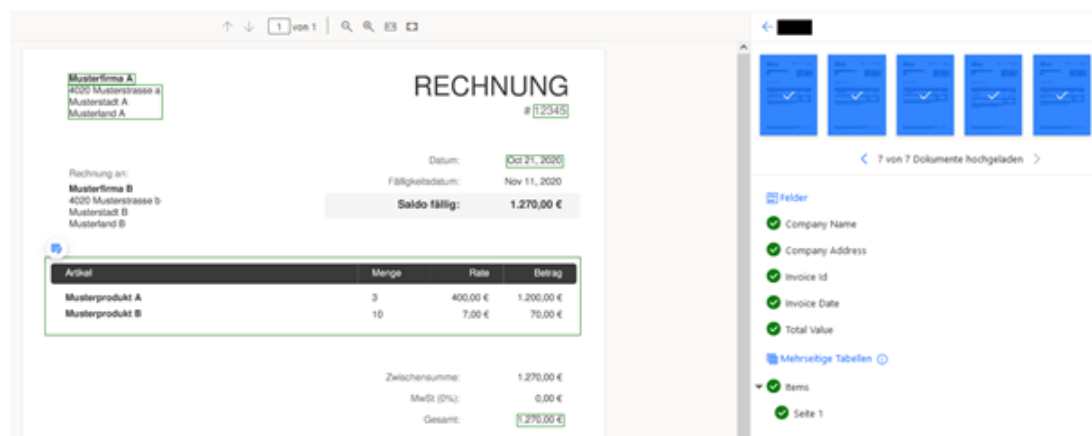 1 von 1
Musterfirma A
4020 Musterstrasse a
Musterstadt A
Musterland A
RECHNUNG
# 12345
Datum: Oct 21, 2020
Fälligkeitsdatum: Nov 11, 2020
Saldo fällig: 1.270,00 €
Rechnung an:
Musterfirma B
4020 Musterstrasse b
Musterstadt B
Musterland B
Artikel Menge Rate Betrag
Musterprodukt A 3 400,00 € 1.200,00 €
Musterprodukt B 10 7,00 € 70,00 €
Zwischensumme: 1.270,00 €
MwSt (0%): 0,00 €
Gesamt: 1.270,00 €
7 von 7 Dokumente hochgeladen
Felder
Company Name
Company Address
Invoice Id
Invoice Date
Total Value
Mehrseitige Tabellen
Items
Seite 1